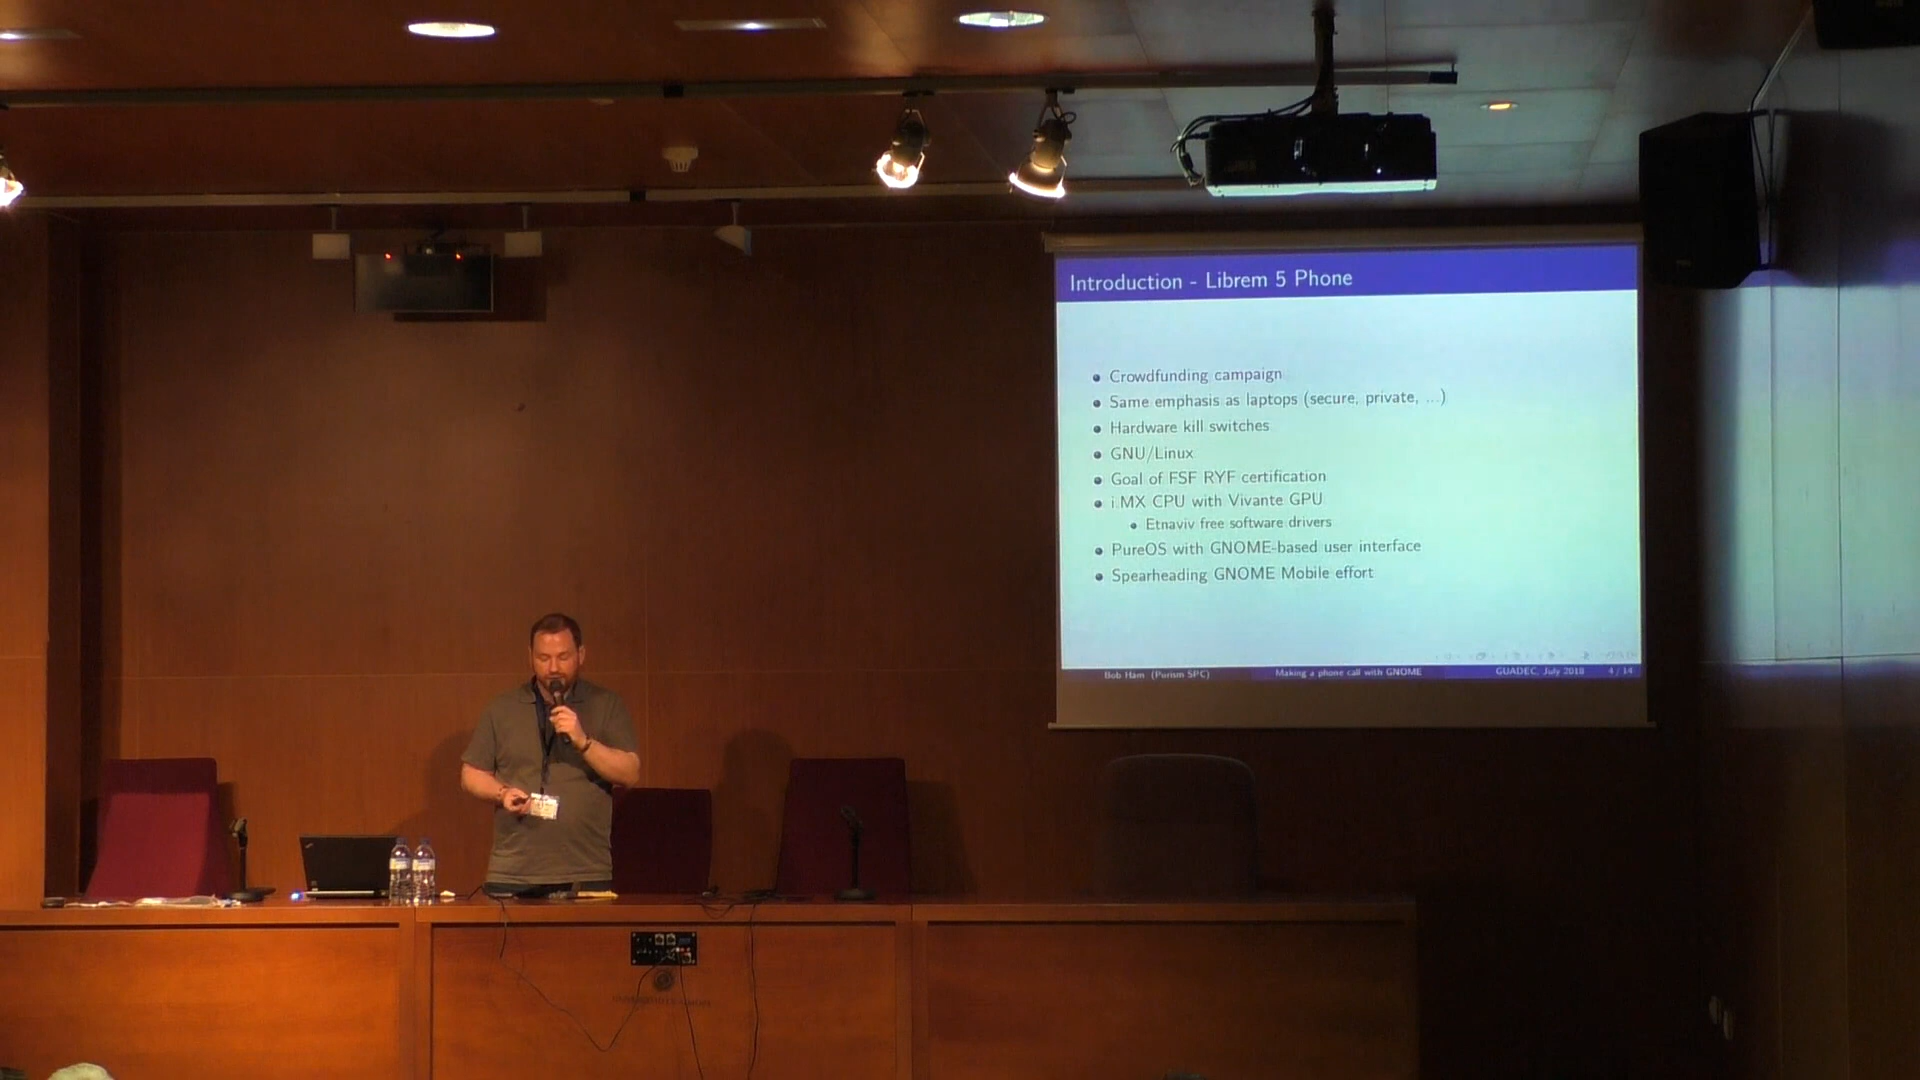 Introduction - Librem 5 Phone
Crowdfunding campaign
Same emphasis as laptops (secure, private, ...)
Hardware kill switches
GNU/Linux
Goal of FSF RYF certification
i.MX CPU with Vivante GPU
Etnaviv free software drivers
PureOS with GNOME-based user interface
Spearheading GNOME Mobile effort
Bob Ham (Purism SPC) Making a phone call with GNOME GUADEC, July 2018 4 / 14